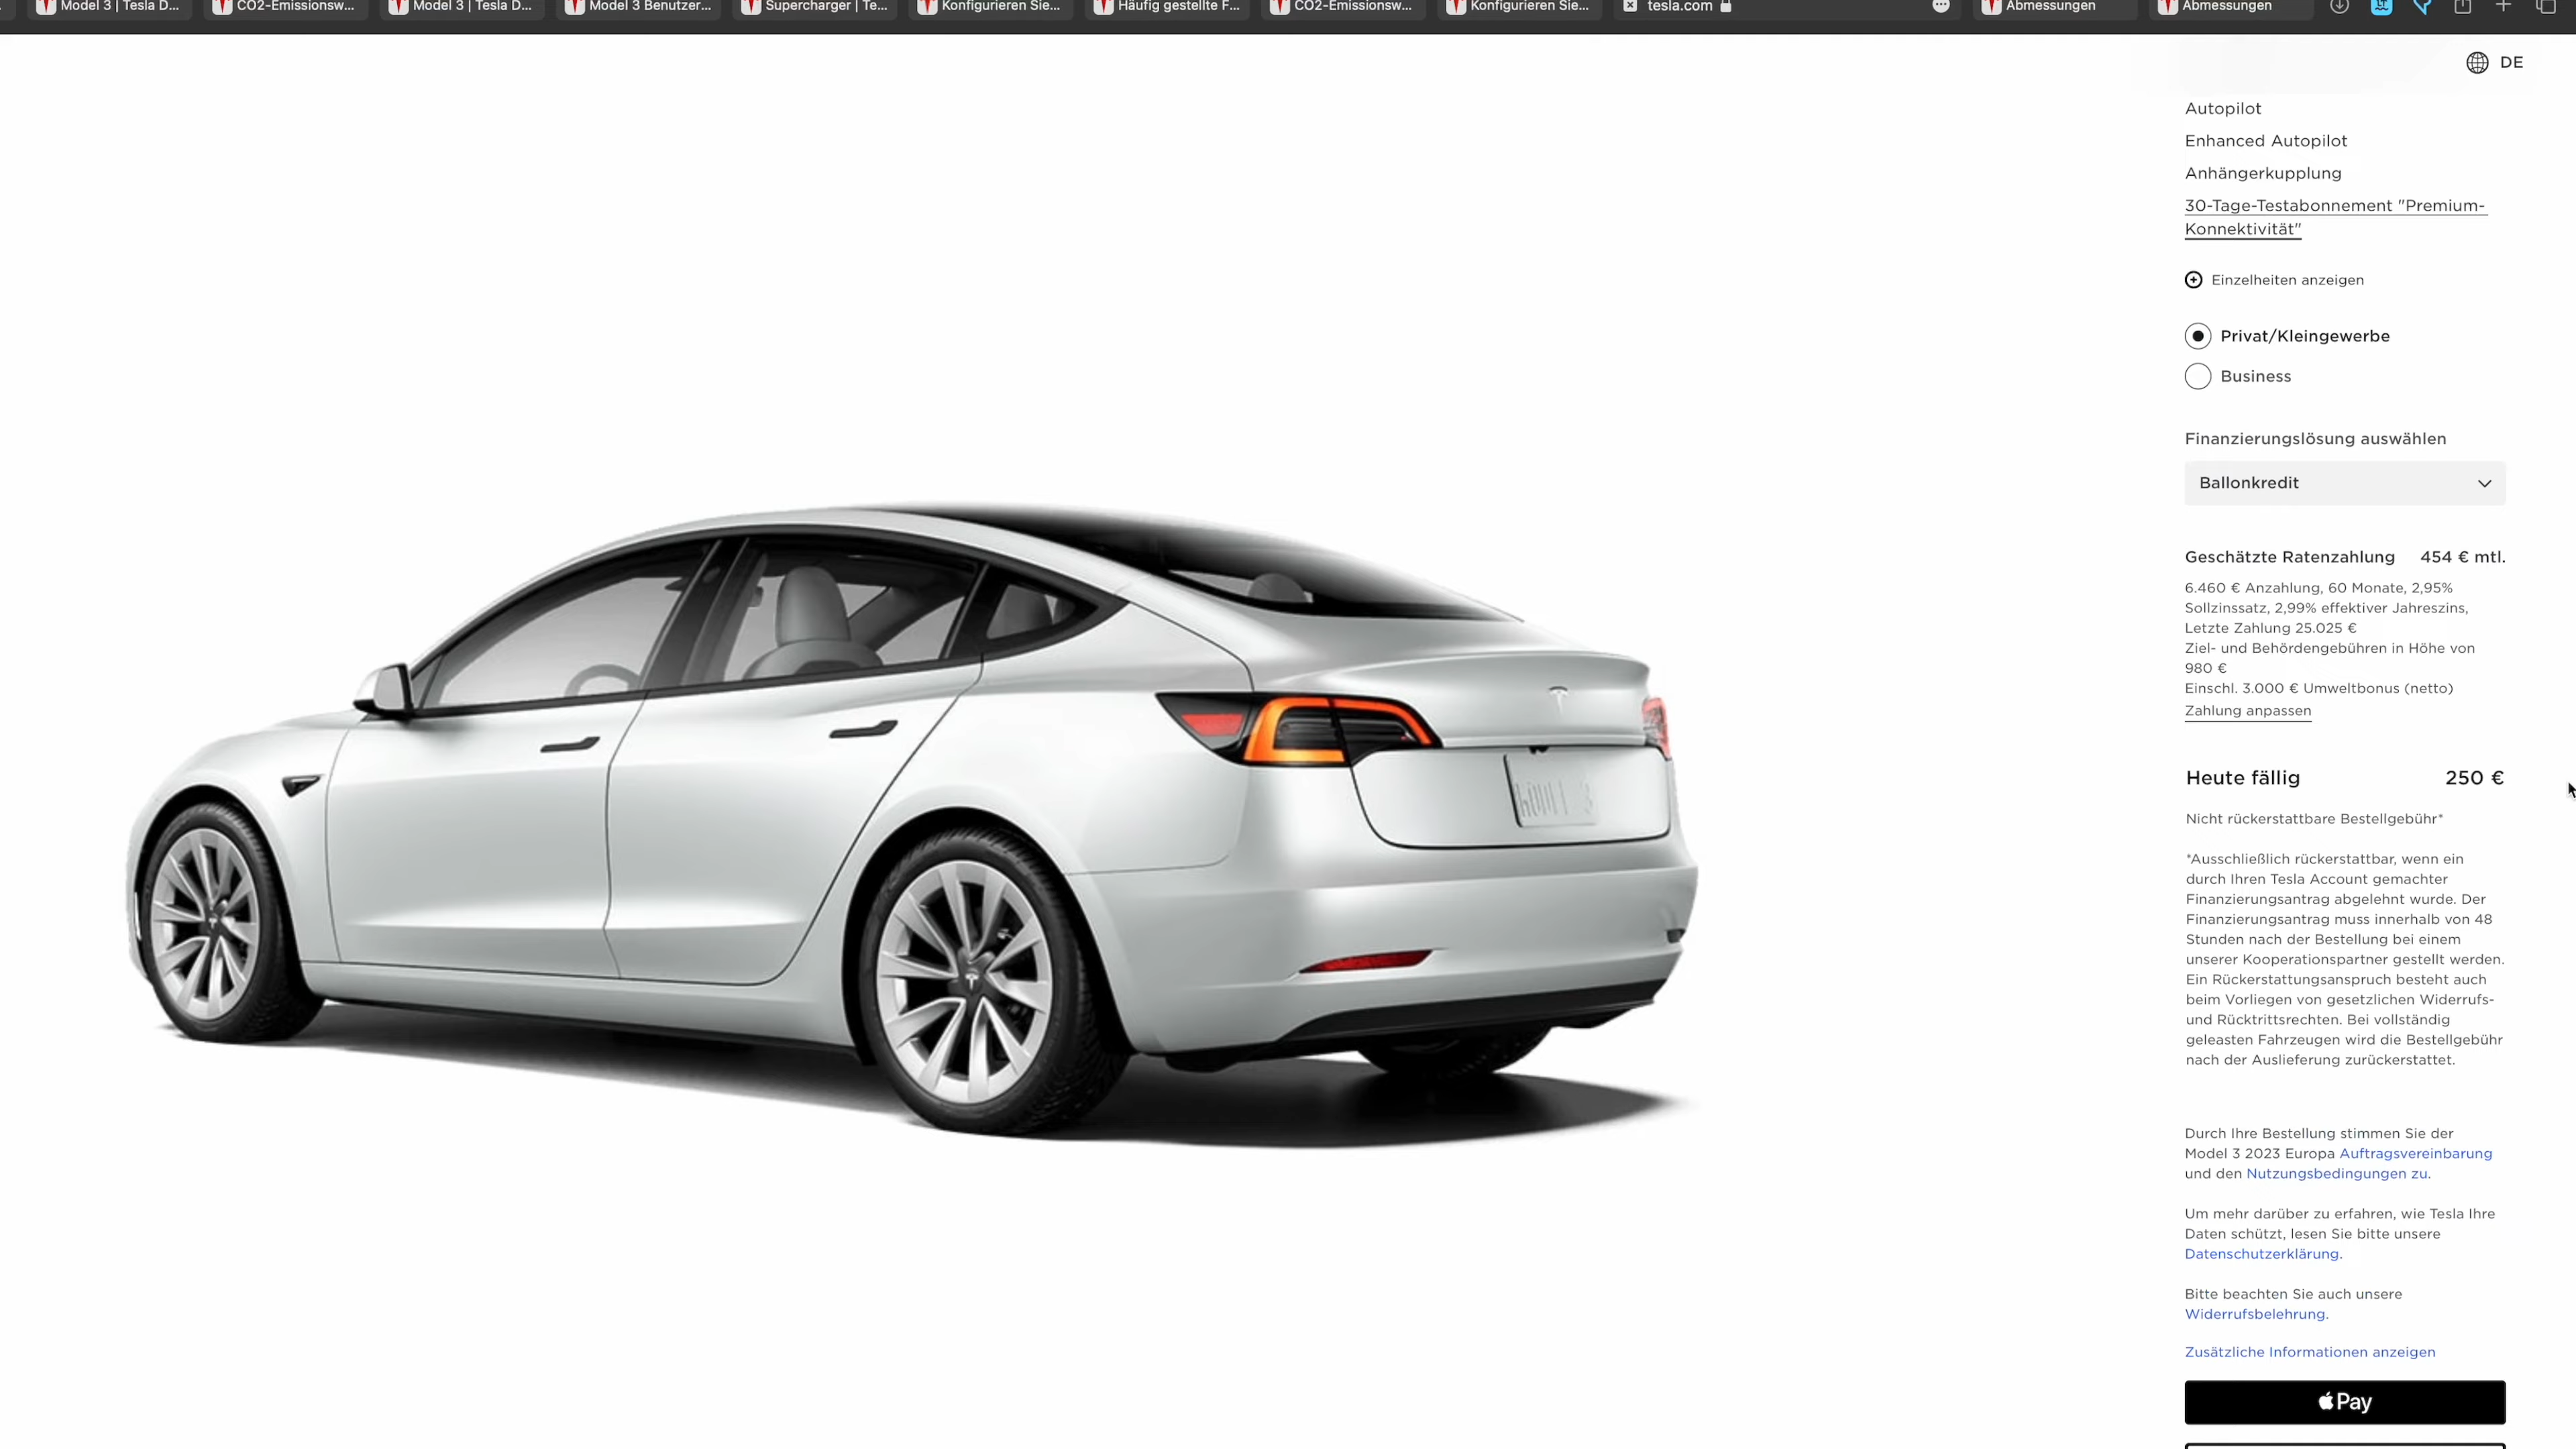 Model 3 | Tesla D...
CO2-Emissionsw...
Model 3 | Tesla D...
Model 3 Benutzer...
Supercharger | Te...
Konfigurieren Sie...
Häufig gestellte F...
CO2-Emissionsw...
Konfigurieren Sie...
tesla.com
Abmessungen
Abmessungen
DE
Autopilot
Enhanced Autopilot
Anhängerkupplung
30-Tage-Testabonnement "Premium-
Konnektivität"
Einzelheiten anzeigen
Privat/Kleingewerbe
Business
Finanzierungslösung auswählen
Ballonkredit
Geschätzte Ratenzahlung 454 € mtl.
6.460 € Anzahlung, 60 Monate, 2,95%
Sollzinssatz, 2,99% effektiver Jahreszins,
Letzte Zahlung 25.025 €
Ziel- und Behördengebühren in Höhe von
980 €
Einschl. 3.000 € Umweltbonus (netto)
Zahlung anpassen
Heute fällig 250 €
Nicht rückerstattbare Bestellgebühr*
*Ausschließlich rückerstattbar, wenn ein
durch Ihren Tesla Account gemachter
Finanzierungsantrag abgelehnt wurde. Der
Finanzierungsantrag muss innerhalb von 48
Stunden nach der Bestellung bei einem
unserer Kooperationspartner gestellt werden.
Ein Rückerstattungsanspruch besteht auch
beim Vorliegen von gesetzlichen Widerrufs-
und Rücktrittsrechten. Bei vollständig
geleasten Fahrzeugen wird die Bestellgebühr
nach der Auslieferung zurückerstattet.
Durch Ihre Bestellung stimmen Sie der
Model 3 2023 Europa Auftragsvereinbarung
und den Nutzungsbedingungen zu.
Um mehr darüber zu erfahren, wie Tesla Ihre
Daten schützt, lesen Sie bitte unsere
Datenschutzerklärung.
Bitte beachten Sie auch unsere
Widerrufsbelehrung.
Zusätzliche Informationen anzeigen
Pay